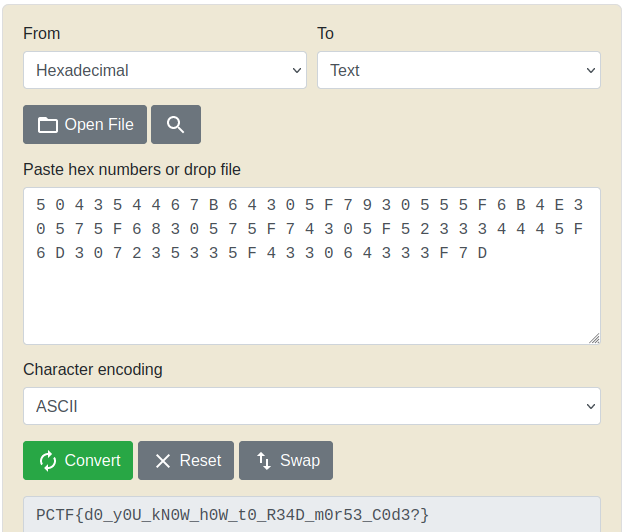 From To
Hexadecimal Text
Open File
Paste hex numbers or drop file
5 0 4 3 5 4 4 6 7 B 6 4 3 0 5 F 7 9 3 0 5 5 5 F 6 B 4 E 3
0 5 7 5 F 6 8 3 0 5 7 5 F 7 4 3 0 5 F 5 2 3 3 3 4 4 4 5 F
6 D 3 0 7 2 3 5 3 3 5 F 4 3 3 0 6 4 3 3 3 F 7 D
Character encoding
ASCII
Convert Reset Swap
PCTF{d0_y0U_kN0W_h0W_t0_R34D_m0r53_C0d3?}